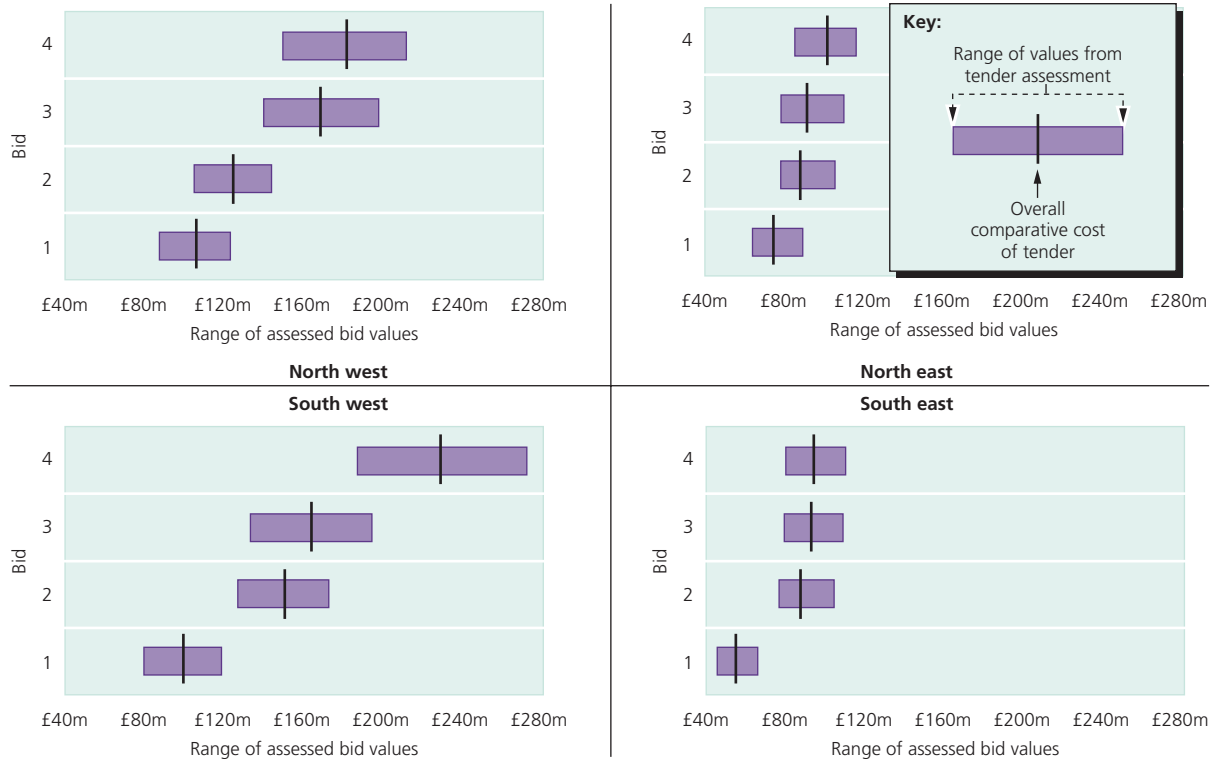 4
3
2
1
Bid
£40m £80m £120m £160m £200m £240m £280m
Range of assessed bid values
North west
4
3
2
1
Bid
Key:
Range of values from
tender assessment
Overall
comparative cost
of tender
£40m £80m £120m £160m £200m £240m £280m
Range of assessed bid values
North east
South west
4
3
2
1
Bid
£40m £80m £120m £160m £200m £240m £280m
Range of assessed bid values
South east
4
3
2
1
Bid
£40m £80m £120m £160m £200m £240m £280m
Range of assessed bid values